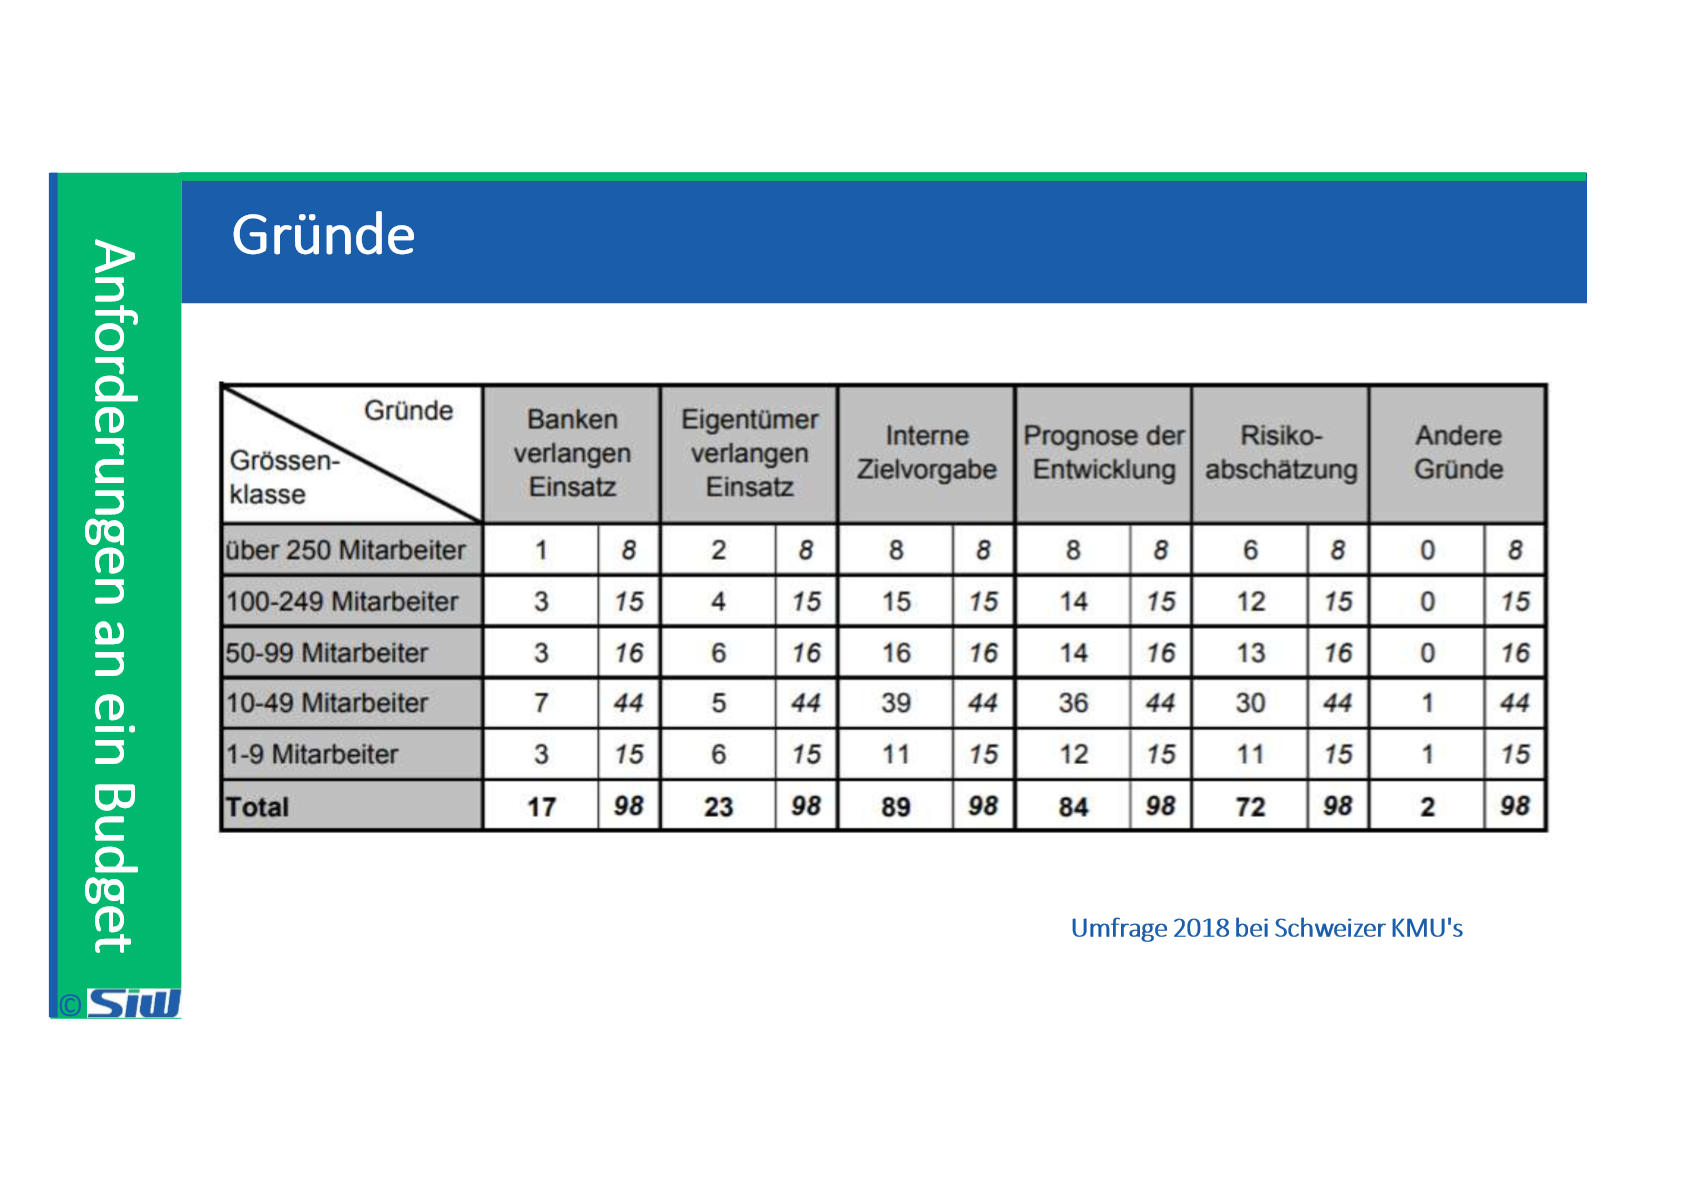 Gründe
Anforderungen an ein Budget
© Siw
Gründe
Grössen-
klasse
Banken
verlangen
Einsatz
Eigentümer
verlangen
Einsatz
Interne
Zielvorgabe
Prognose der
Entwicklung
Risiko-
abschätzung
Andere
Gründe
über 250 Mitarbeiter 1 8 2 8 8 8 8 8 6 8 0 8
100-249 Mitarbeiter 3 15 4 15 15 15 14 15 12 15 0 15
50-99 Mitarbeiter 3 16 6 16 16 16 14 16 13 16 0 16
10-49 Mitarbeiter 7 44 5 44 39 44 36 44 30 44 1 44
1-9 Mitarbeiter 3 15 6 15 11 15 12 15 11 15 1 15
Total 17 98 23 98 89 98 84 98 72 98 2 98
Umfrage 2018 bei Schweizer KMU's